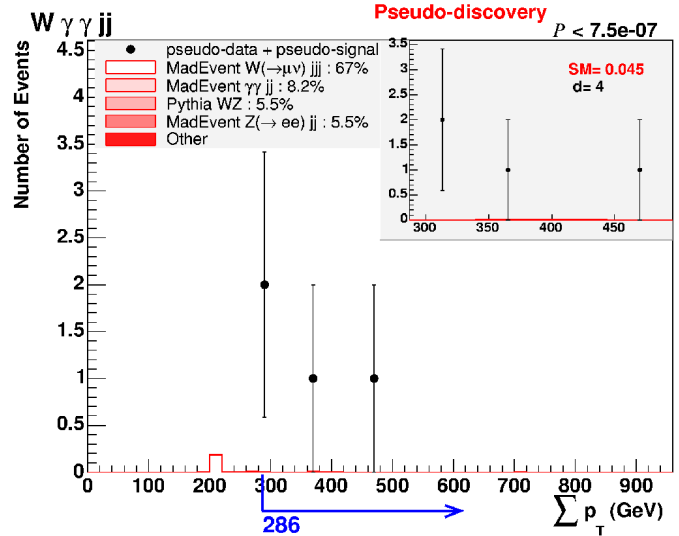 W γ γ jj
Pseudo-discovery
P < 7.5e-07
Number of Events
pseudo-data + pseudo-signal
MadEvent W(→μν) jjj : 67%
MadEvent γγ jj : 8.2%
Pythia WZ : 5.5%
MadEvent Z(→ ee) jj : 5.5%
Other
SM= 0.045
d= 4
3.5
3
2.5
2
1.5
1
0.5
0
300
350
400
450
4.5
4
3.5
3
2.5
2
1.5
1
0.5
0
0
100
200
300
400
500
600
700
800
900
286
∑ p_T (GeV)